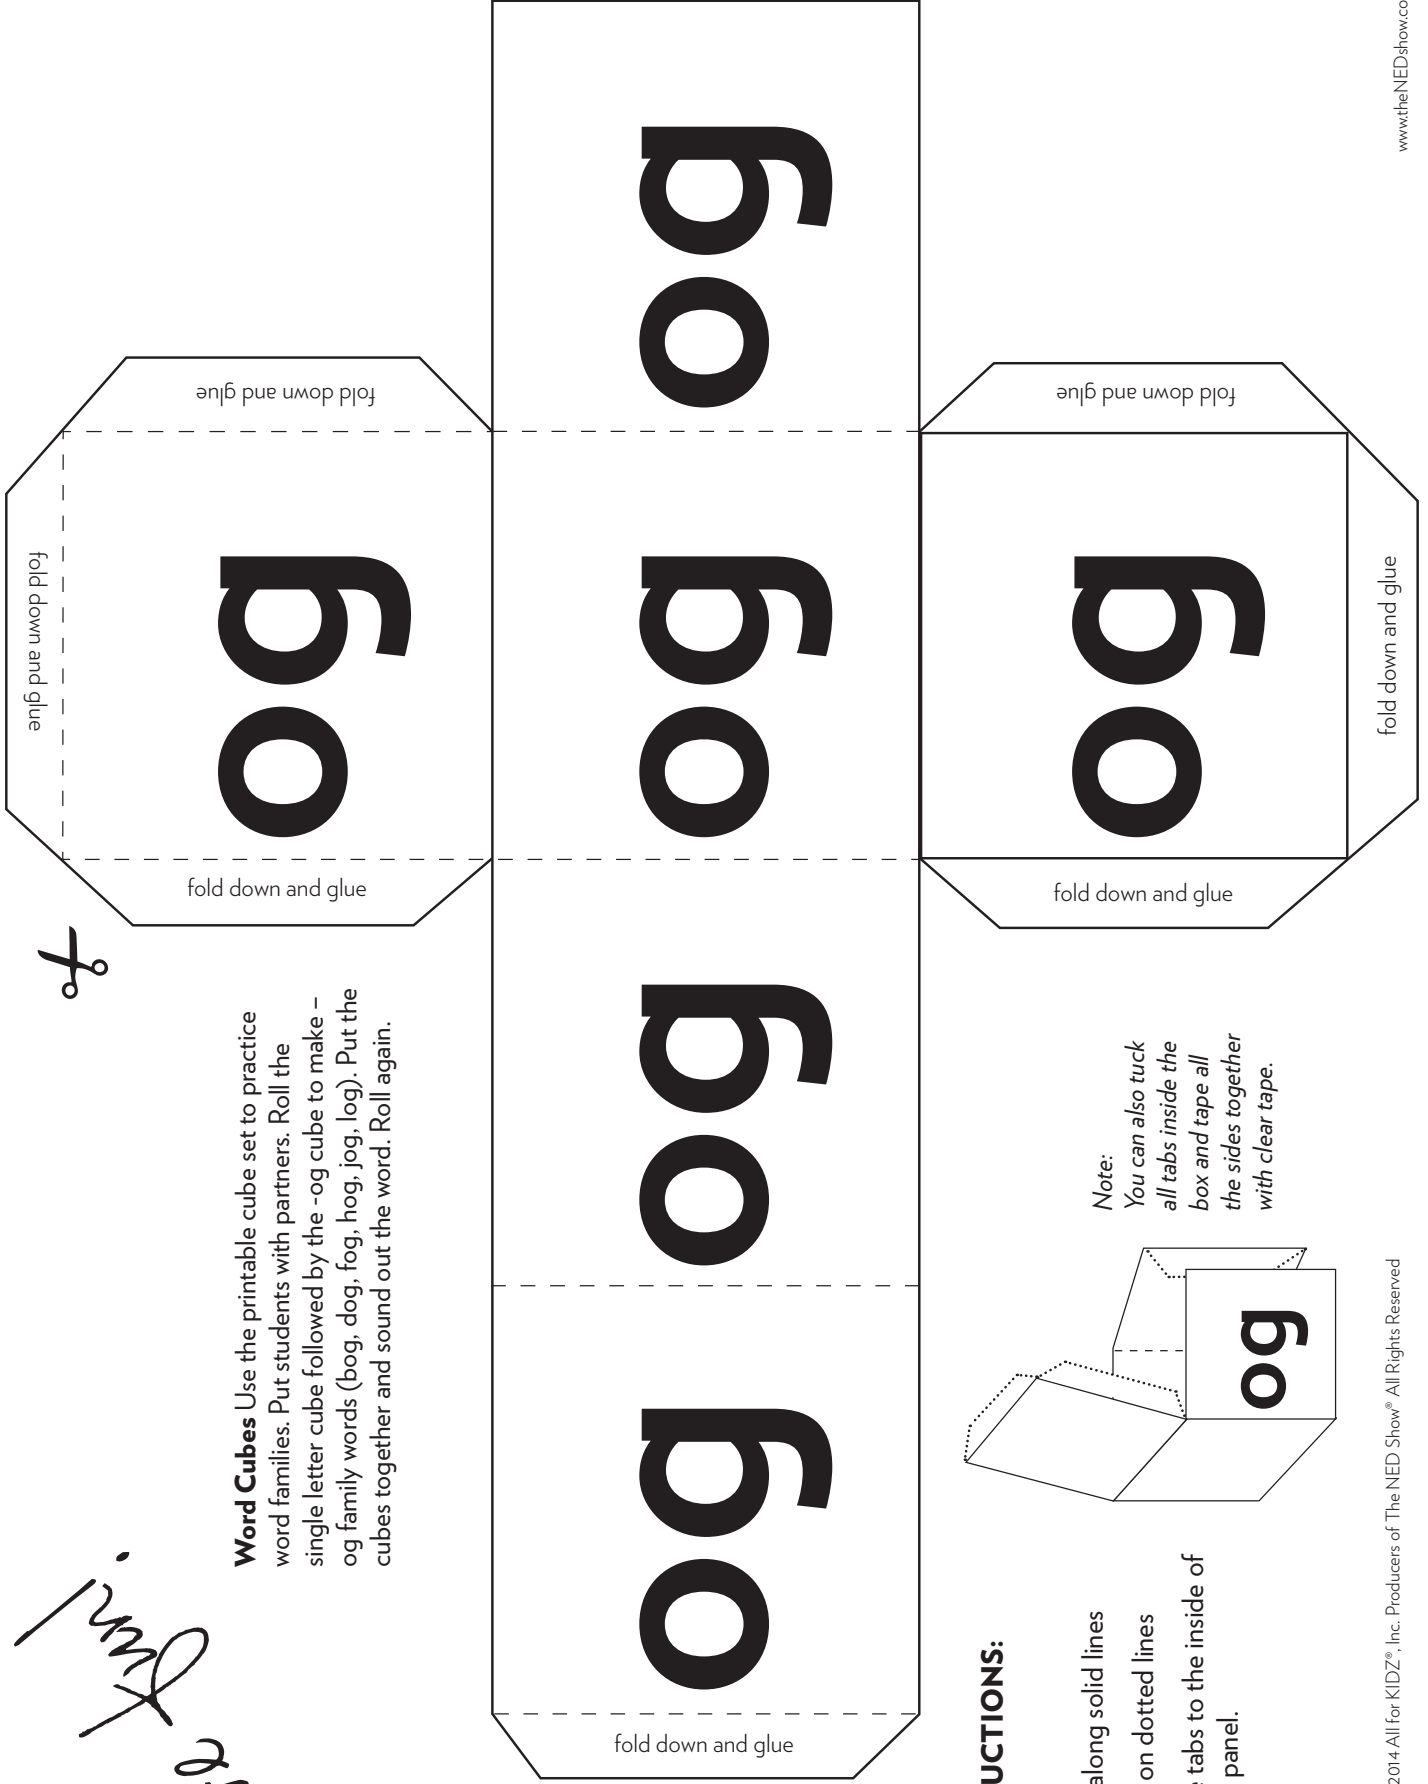 www.theNEDshow.co
og
fold down and glue
fold down and glue
fold down and glue
fold down and glue
og
og
og
fold down and glue
fold down and glue
fold down and glue
Word Cubes Use the printable cube set to practice
word families. Put students with partners. Roll the
single letter cube followed by the -og cube to make –
og family words (bog, dog, fog, hog, jog, log). Put the
cubes together and sound out the word. Roll again.
og
og
fold down and glue
Note:
You can also tuck
all tabs inside the
box and tape all
the sides together
with clear tape.
og
UCTIONS:
along solid lines
on dotted lines
tabs to the inside of
panel.
2014 All for KIDZ®, Inc. Producers of The NED Show® All Rights Reserved